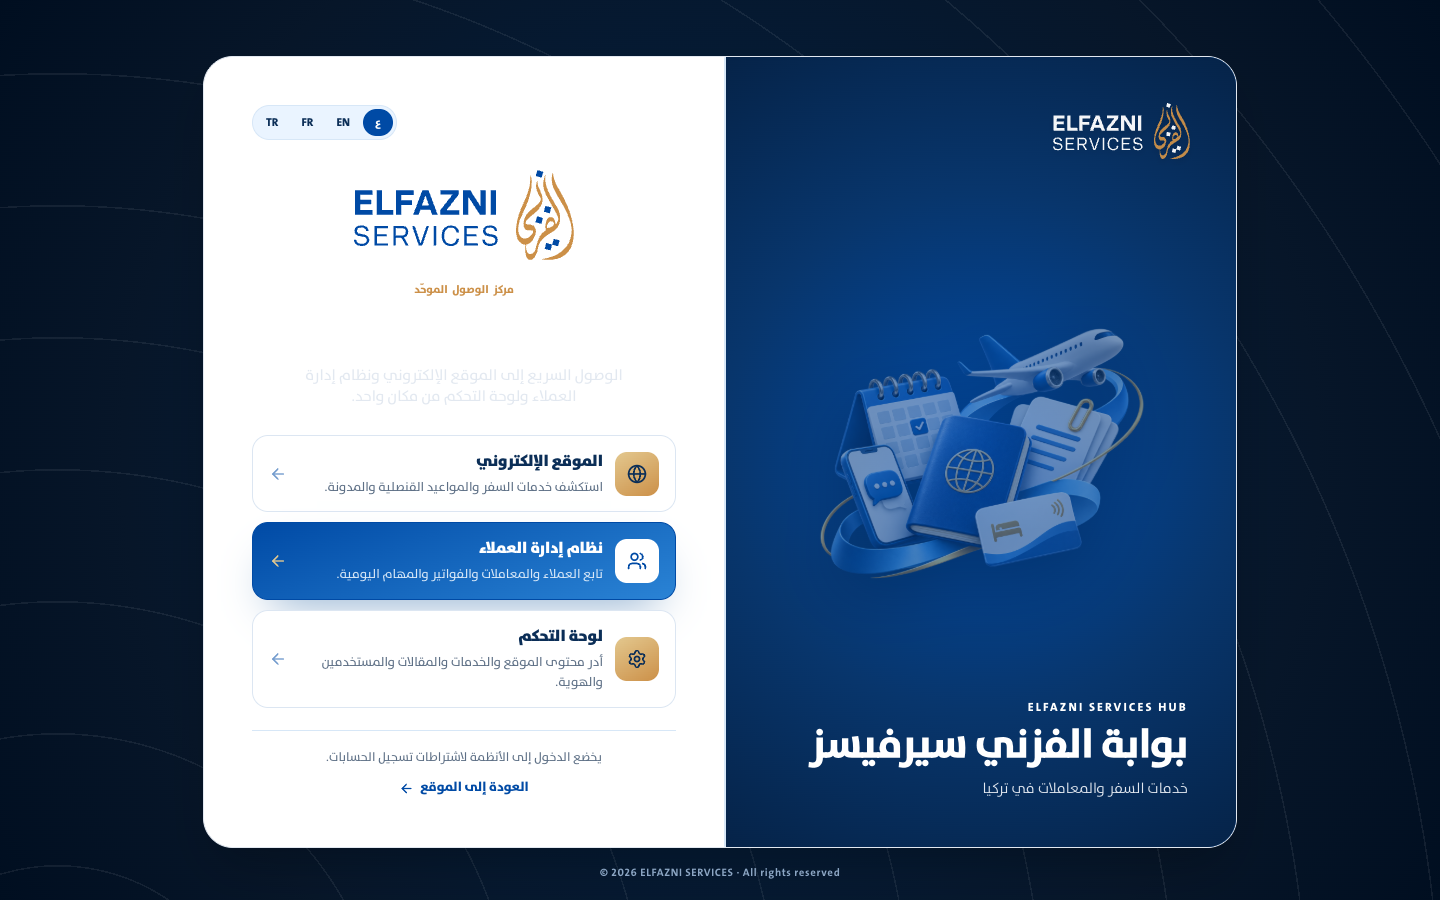 ELFAZNI
SERVICES
ELFAZNI SERVICES HUB
بوابة الفزني سيرفيسز
خدمات السفر والمعاملات في تركيا
ع EN FR TR
ELFAZNI
SERVICES
مركز الوصول الموحّد
الوصول السريع إلى الموقع الإلكتروني ونظام إدارة
العملاء ولوحة التحكم من مكان واحد.
الموقع الإلكتروني
استكشف خدمات السفر والمواعيد القنصلية والمدونة.
نظام إدارة العملاء
تابع العملاء والمعاملات والفواتير والمهام اليومية.
لوحة التحكم
أدر محتوى الموقع والخدمات والمقالات والمستخدمين
والهوية.
يخضع الدخول إلى الأنظمة لاشتراطات تسجيل الحسابات.
العودة إلى الموقع
© 2026 ELFAZNI SERVICES · All rights reserved